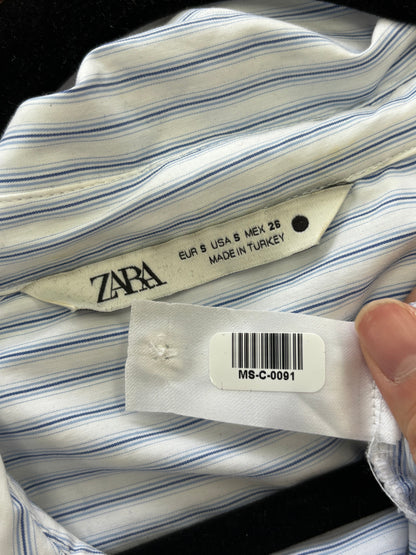 ZARA
EUR S USA S MEX 26
MADE IN TURKEY
MS-C-0091